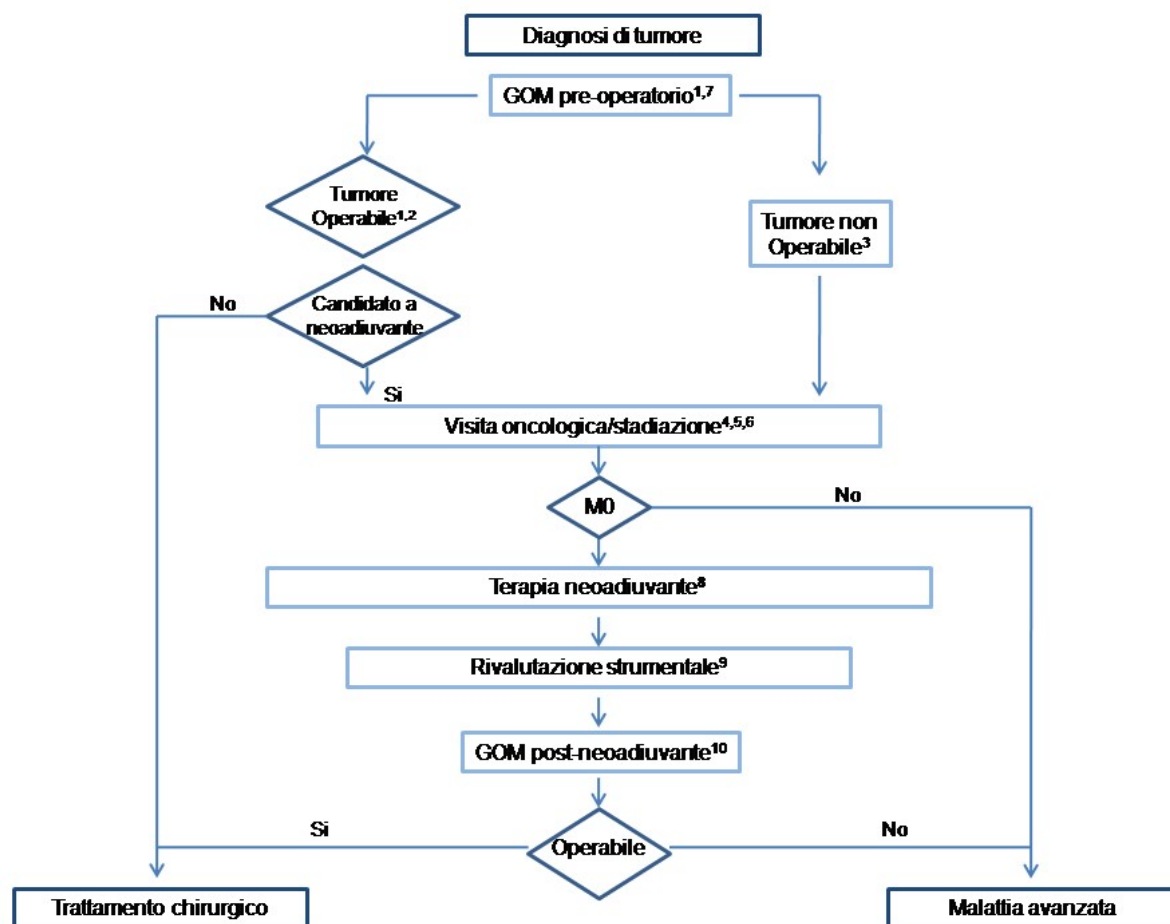 Diagnosi di tumore
GOM pre-operatorio¹,⁷
Tumore
Operabile¹,²
Tumore non
Operabile³
No
Candidato a
neoadiuvante
Si
Visita oncologica/stadiazione⁴,⁵,⁶
M0
No
Terapia neoadiuvante⁸
Rivalutazione strumentale⁹
GOM post-neoadiuvante¹⁰
Si
Operabile
No
Trattamento chirurgico
Malattia avanzata